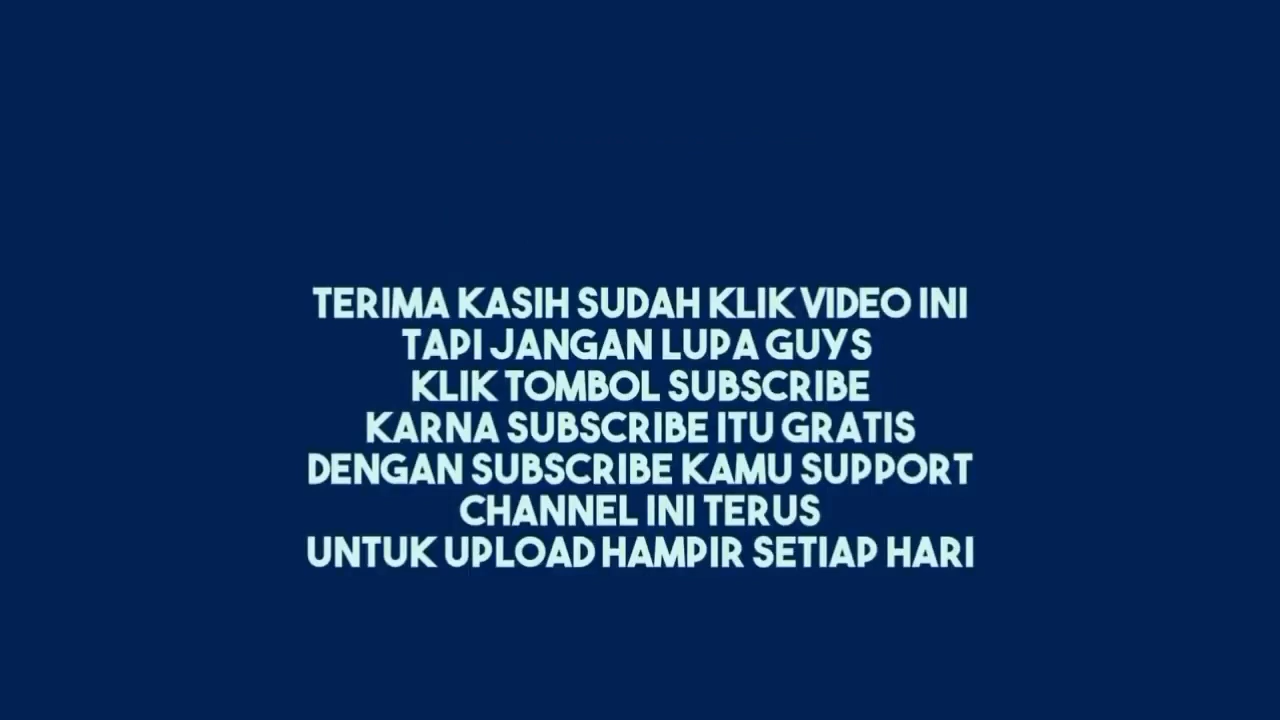 TERIMA KASIH SUDAH KLIK VIDEO INI
TAPI JANGAN LUPA GUYS
KLIK TOMBOL SUBSCRIBE
KARNA SUBSCRIBE ITU GRATIS
DENGAN SUBSCRIBE KAMU SUPPORT
CHANNEL INI TERUS
UNTUK UPLOAD HAMPIR SETIAP HARI